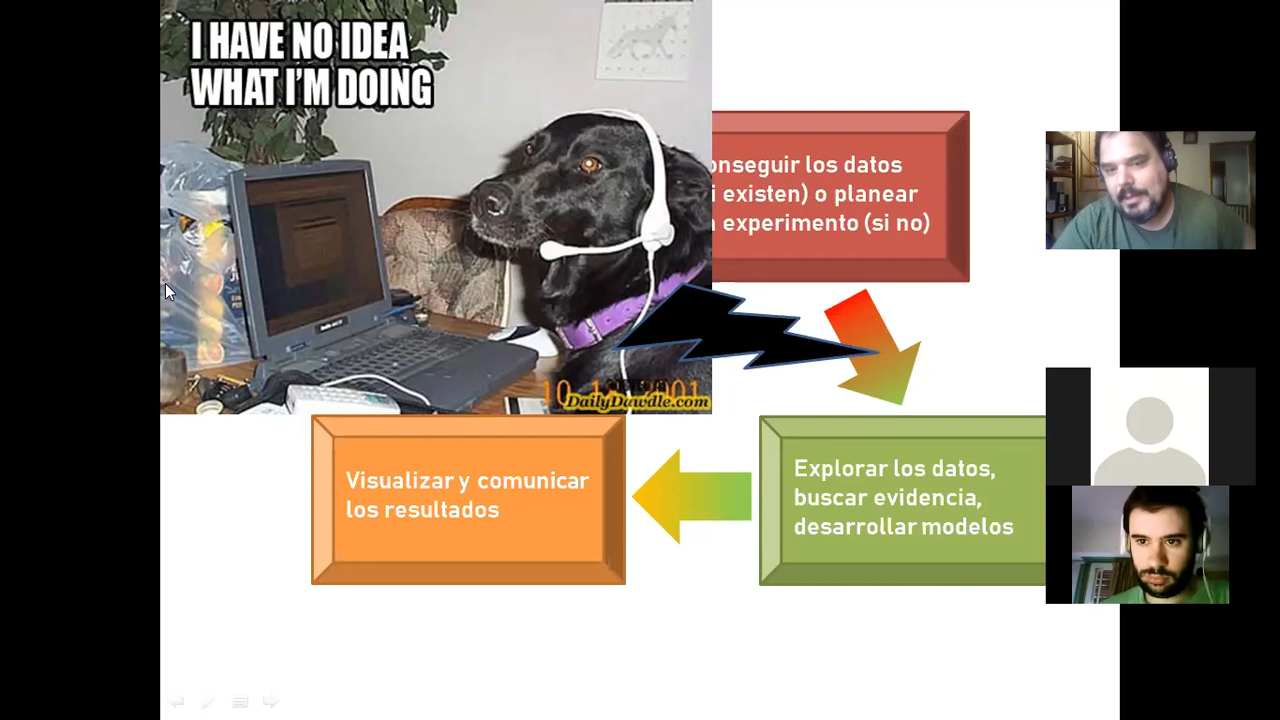 I HAVE NO IDEA
WHAT I'M DOING
onseguir los datos
i existen) o planear
n experimento (si no)
DailyDawdle.com
Visualizar y comunicar
los resultados
Explorar los datos,
buscar evidencia,
desarrollar modelos